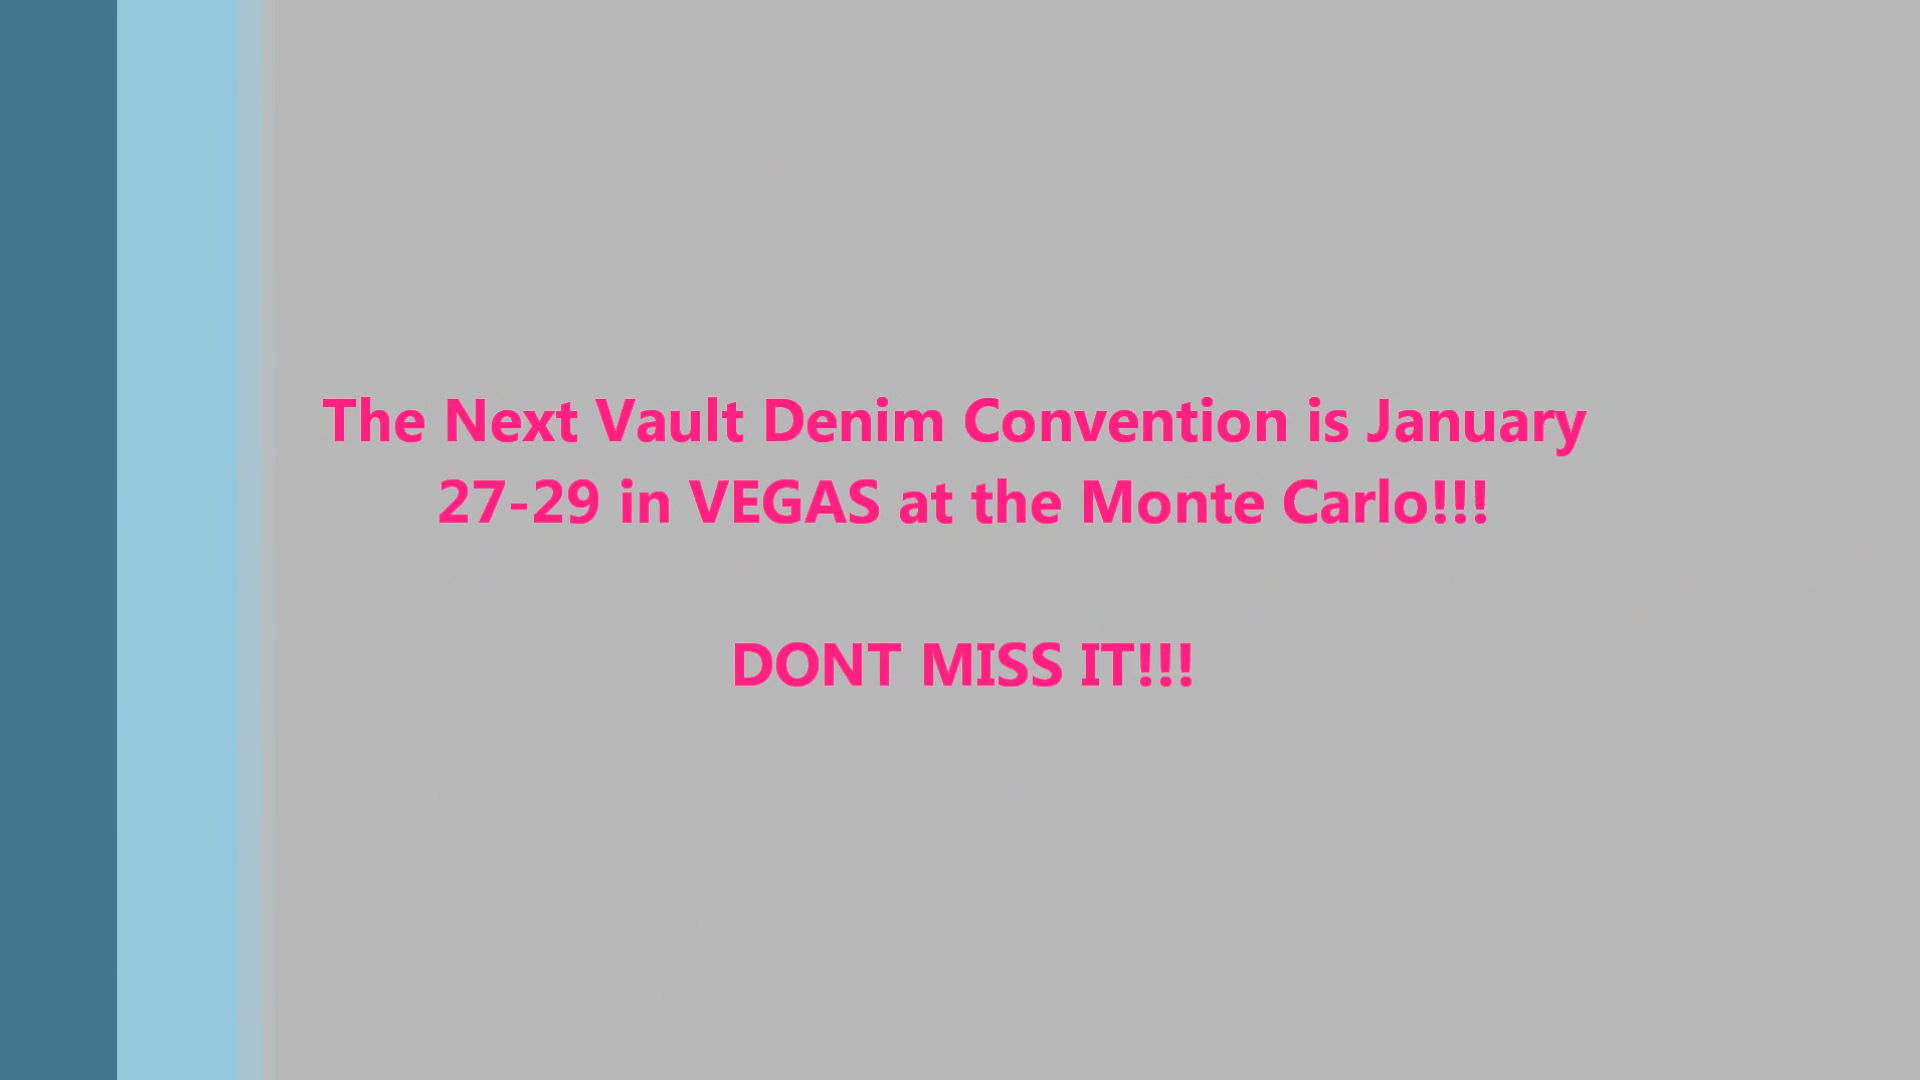 The Next Vault Denim Convention is January
27-29 in VEGAS at the Monte Carlo!!!
DONT MISS IT!!!